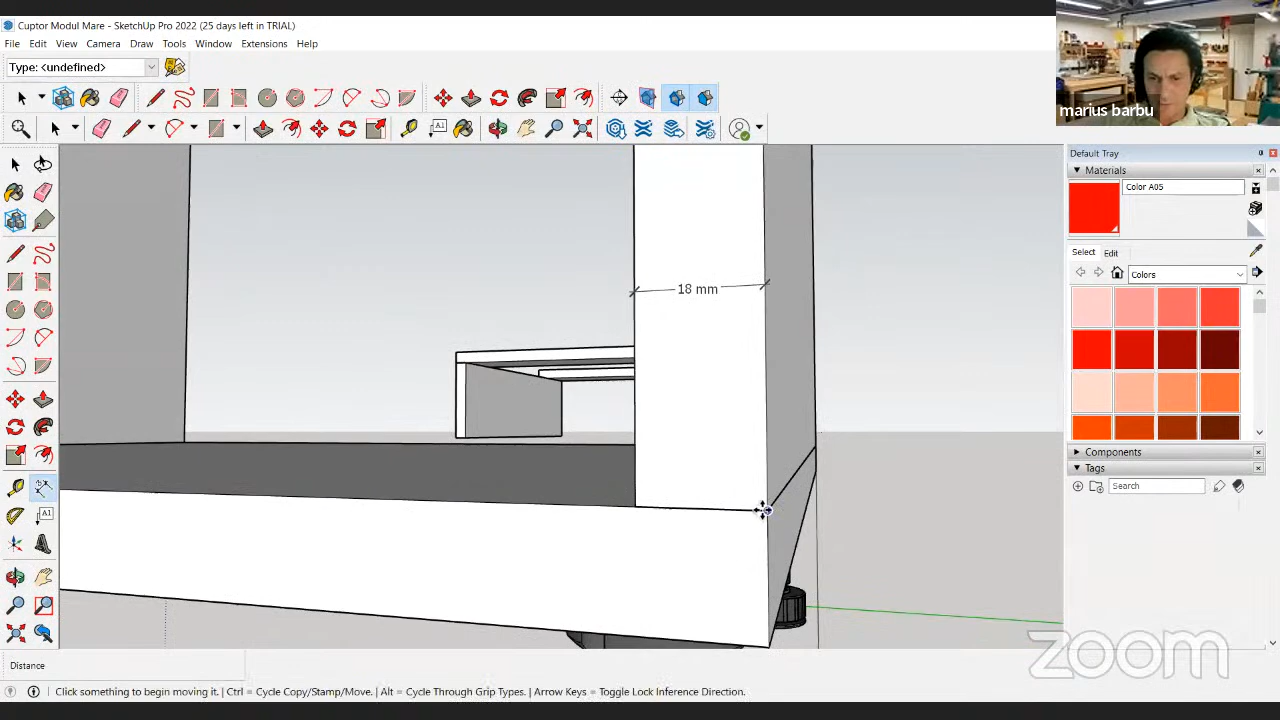 Cuptor Modul Mare - SketchUp Pro 2022 (25 days left in TRIAL)
File Edit View Camera Draw Tools Window Extensions Help
marius barbu
Type: <undefined>
A1
Default Tray
Materials
Color A05
Select Edit
Colors
18 mm
Components
Tags
Search
A1
Distance
zoom
Click something to begin moving it. | Ctrl = Cycle Copy/Stamp/Move. | Alt = Cycle Through Grip Types. | Arrow Keys = Toggle Lock Inference Direction.